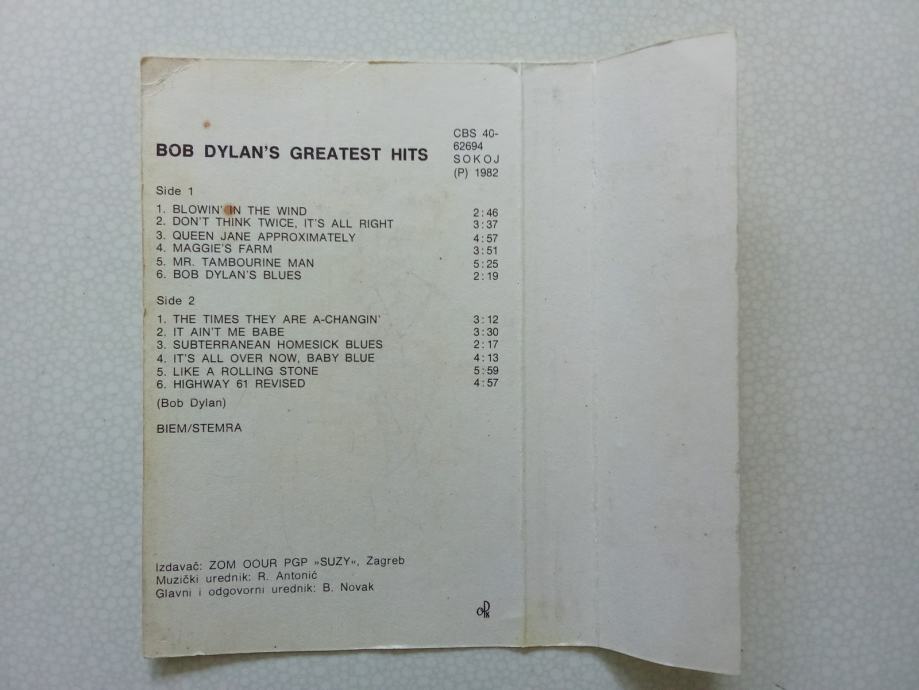 BOB DYLAN'S GREATEST HITS
CBS 40-
62694
SOKOJ
(P) 1982
Side 1
1. BLOWIN' IN THE WIND 2:46
2. DON'T THINK TWICE, IT'S ALL RIGHT 3:37
3. QUEEN JANE APPROXIMATELY 4:57
4. MAGGIE'S FARM 3:51
5. MR. TAMBOURINE MAN 5:25
6. BOB DYLAN'S BLUES 2:19
Side 2
1. THE TIMES THEY ARE A-CHANGIN' 3:12
2. IT AIN'T ME BABE 3:30
3. SUBTERRANEAN HOMESICK BLUES 2:17
4. IT'S ALL OVER NOW, BABY BLUE 4:13
5. LIKE A ROLLING STONE 5:59
6. HIGHWAY 61 REVISED 4:57
(Bob Dylan)
BIEM/STEMRA
Izdavač: ZOM OOUR PGP »SUZY«, Zagreb
Muzički urednik: R. Antonić
Glavni i odgovorni urednik: B. Novak